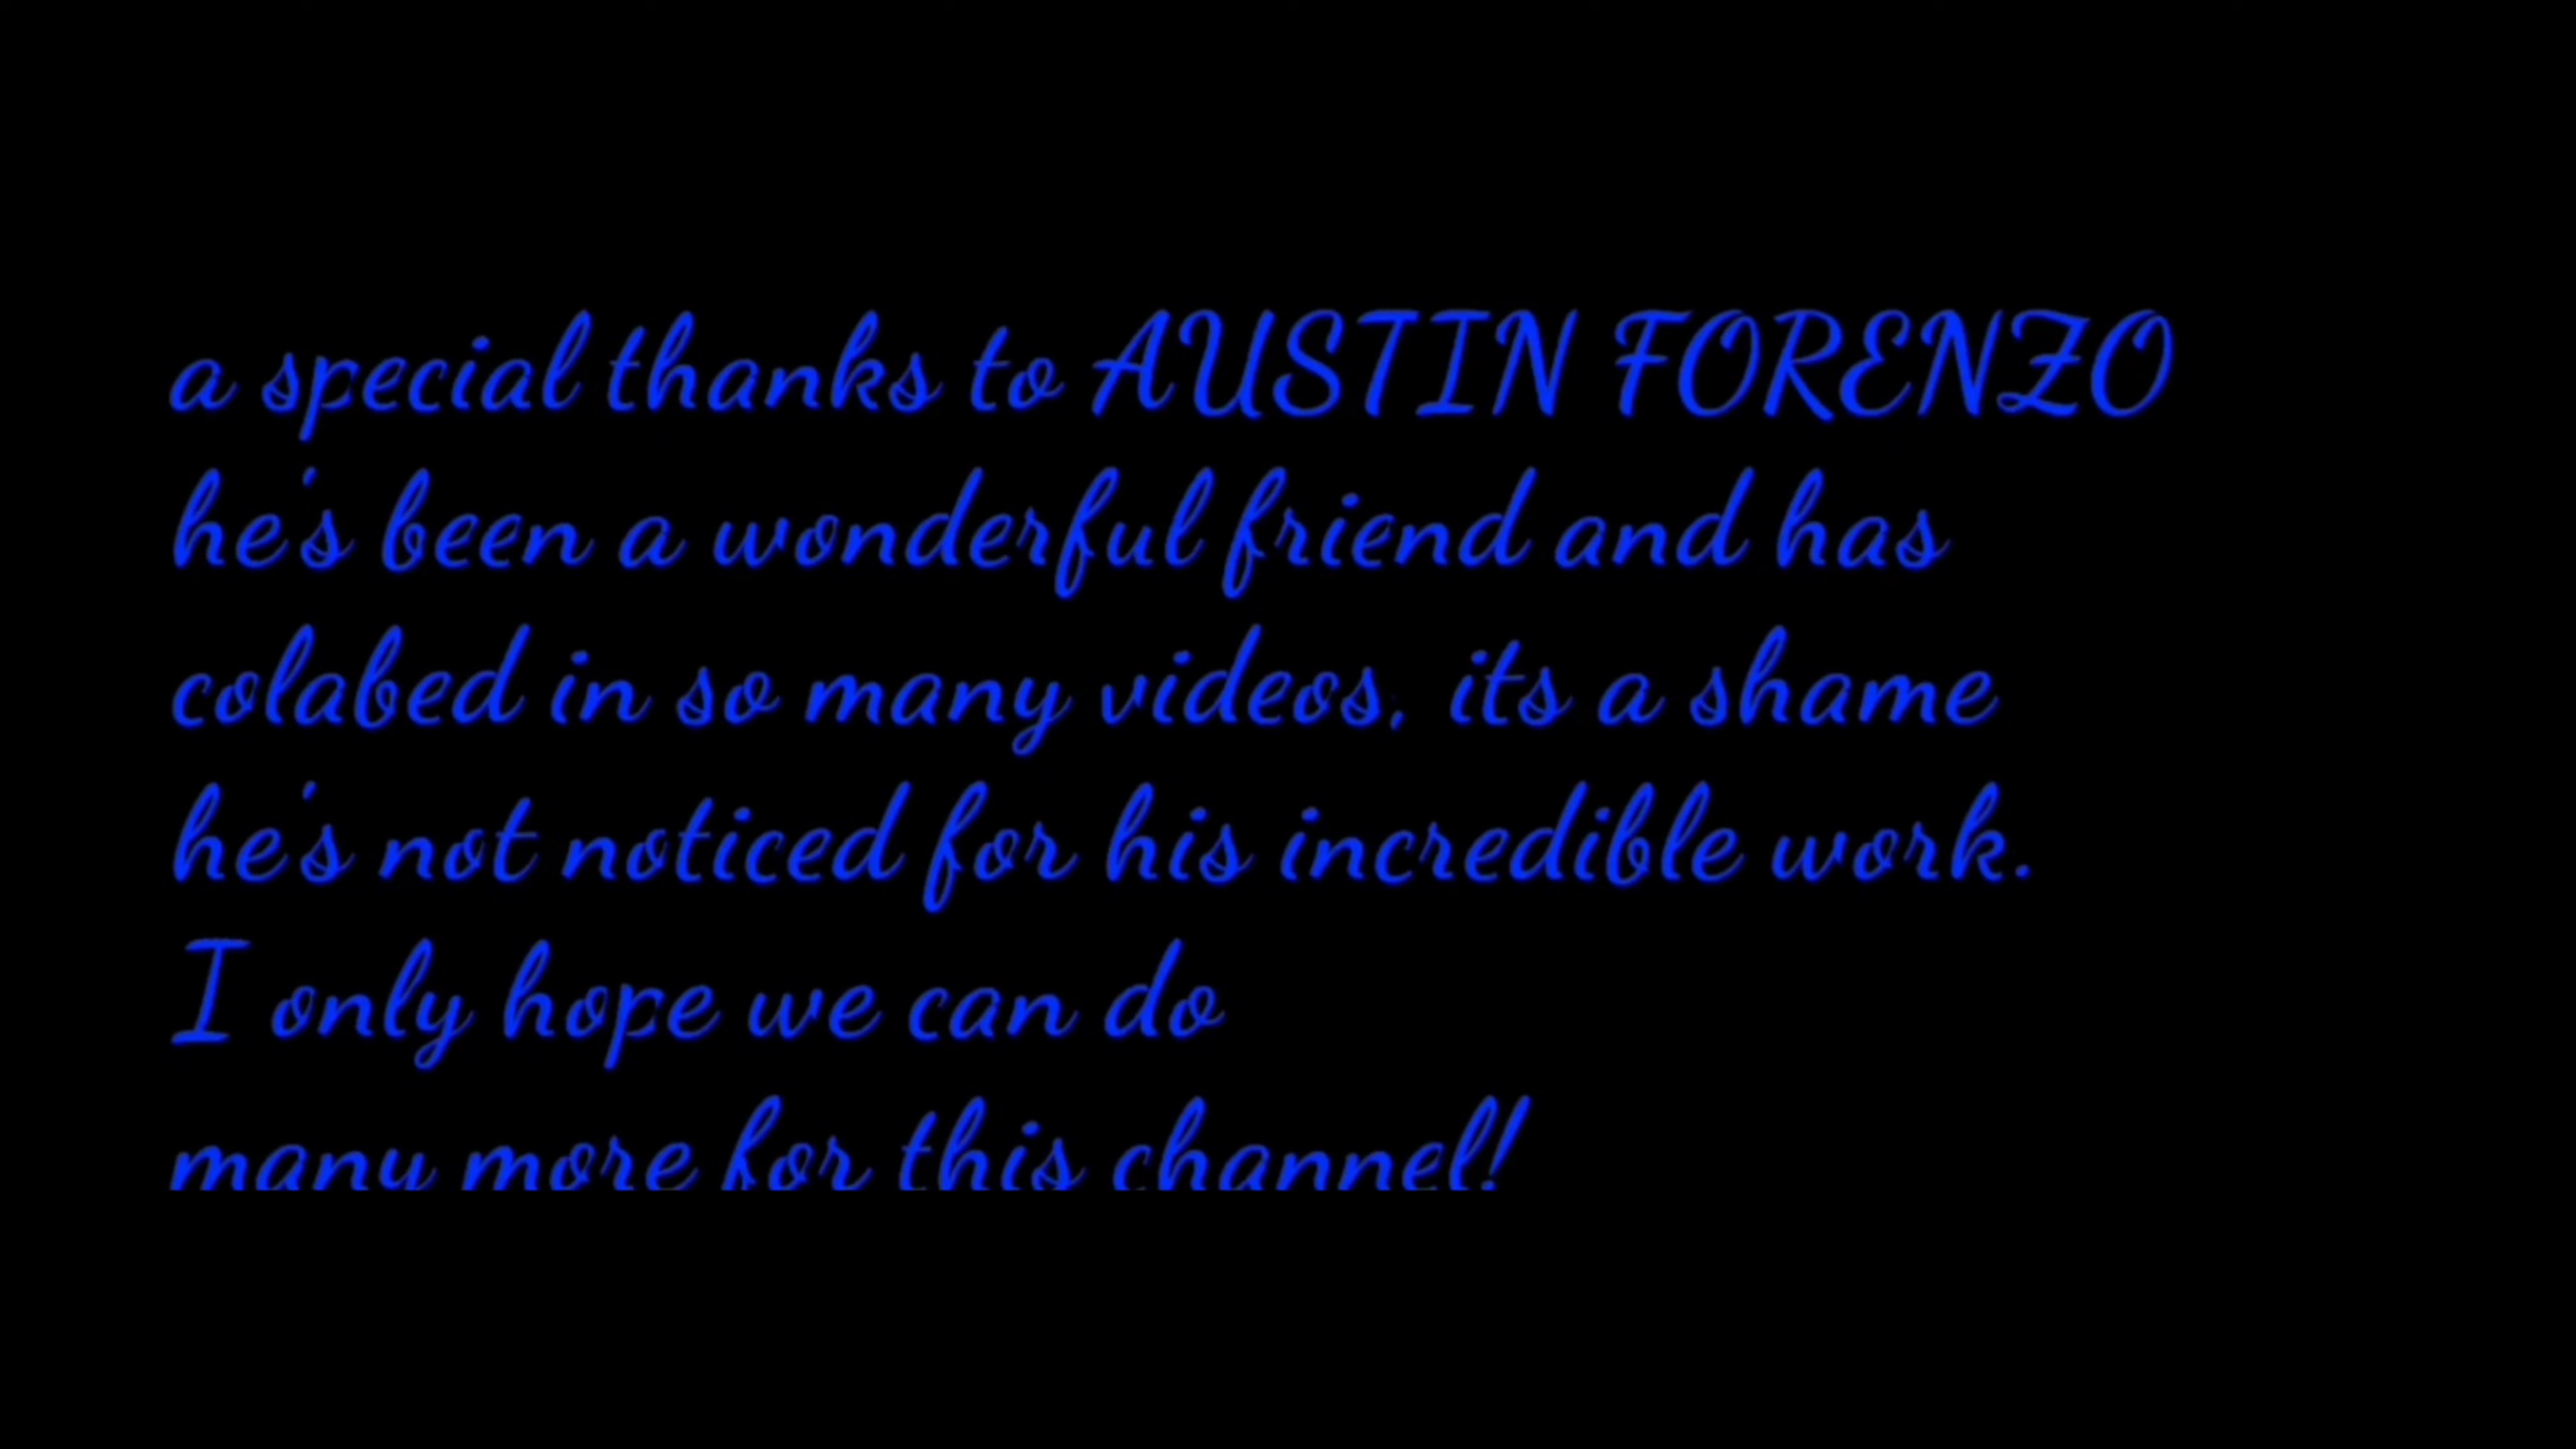 a special thanks to AUSTIN FORENZO
he's been a wonderful friend and has
colabed in so many videos, its a shame
he's not noticed for his incredible work.
I only hope we can do
many more for this channel!